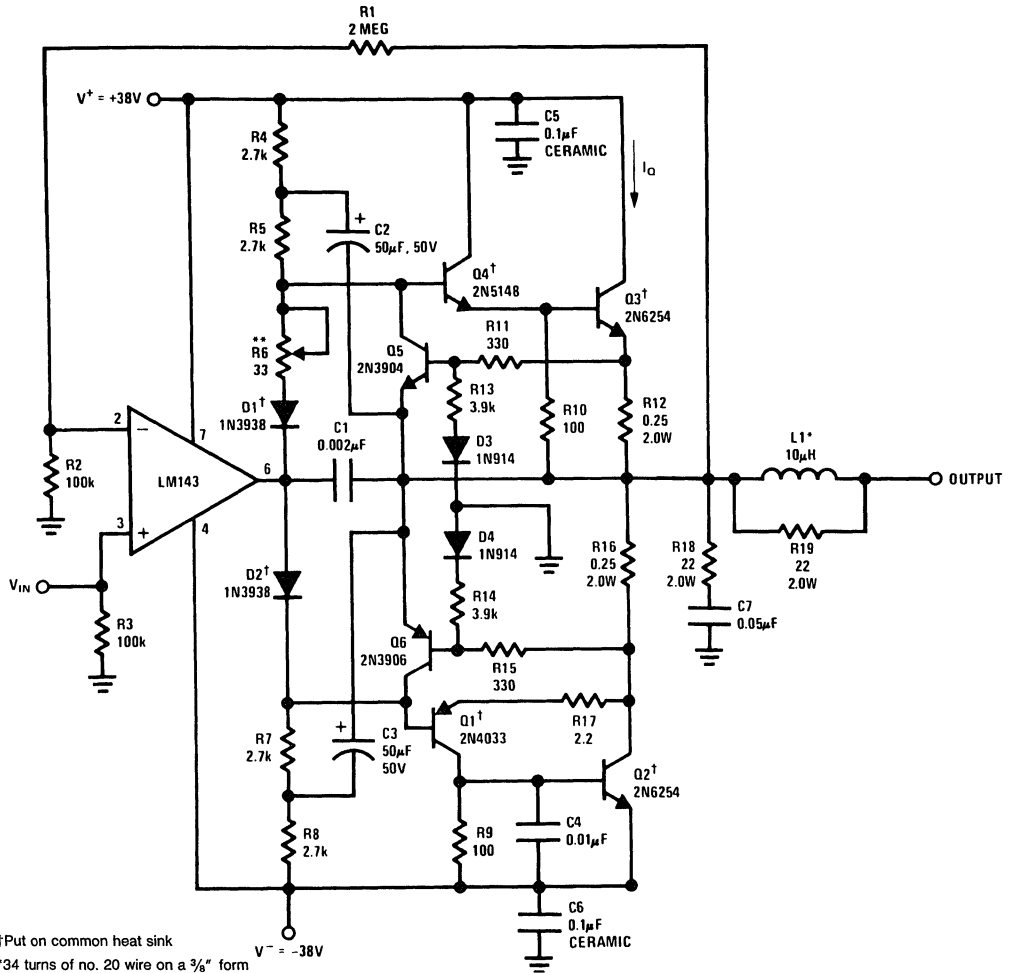 R1
2 MEG
V⁺ = +38V
R4
2.7k
C5
0.1µF
CERAMIC
I_Q
R5
2.7k
+
C2
50µF, 50V
Q4†
2N5148
Q3†
2N6254
**
R6
33
Q5
2N3904
R11
330
R13
3.9k
R10
100
R12
0.25
2.0W
D1†
1N3938
C1
0.002µF
D3
1N914
L1*
10µH
2
−
7
6
LM143
R2
100k
3
+
4
OUTPUT
R19
22
2.0W
D4
1N914
R16
0.25
2.0W
R18
22
2.0W
V_IN
D2†
1N3938
R14
3.9k
C7
0.05µF
R3
100k
Q6
2N3906
R15
330
Q1†
2N4033
R17
2.2
R7
2.7k
+
C3
50µF
50V
Q2†
2N6254
R8
2.7k
R9
100
C4
0.01µF
C6
0.1µF
CERAMIC
V⁻ = -38V
†Put on common heat sink
*34 turns of no. 20 wire on a ⅜" form